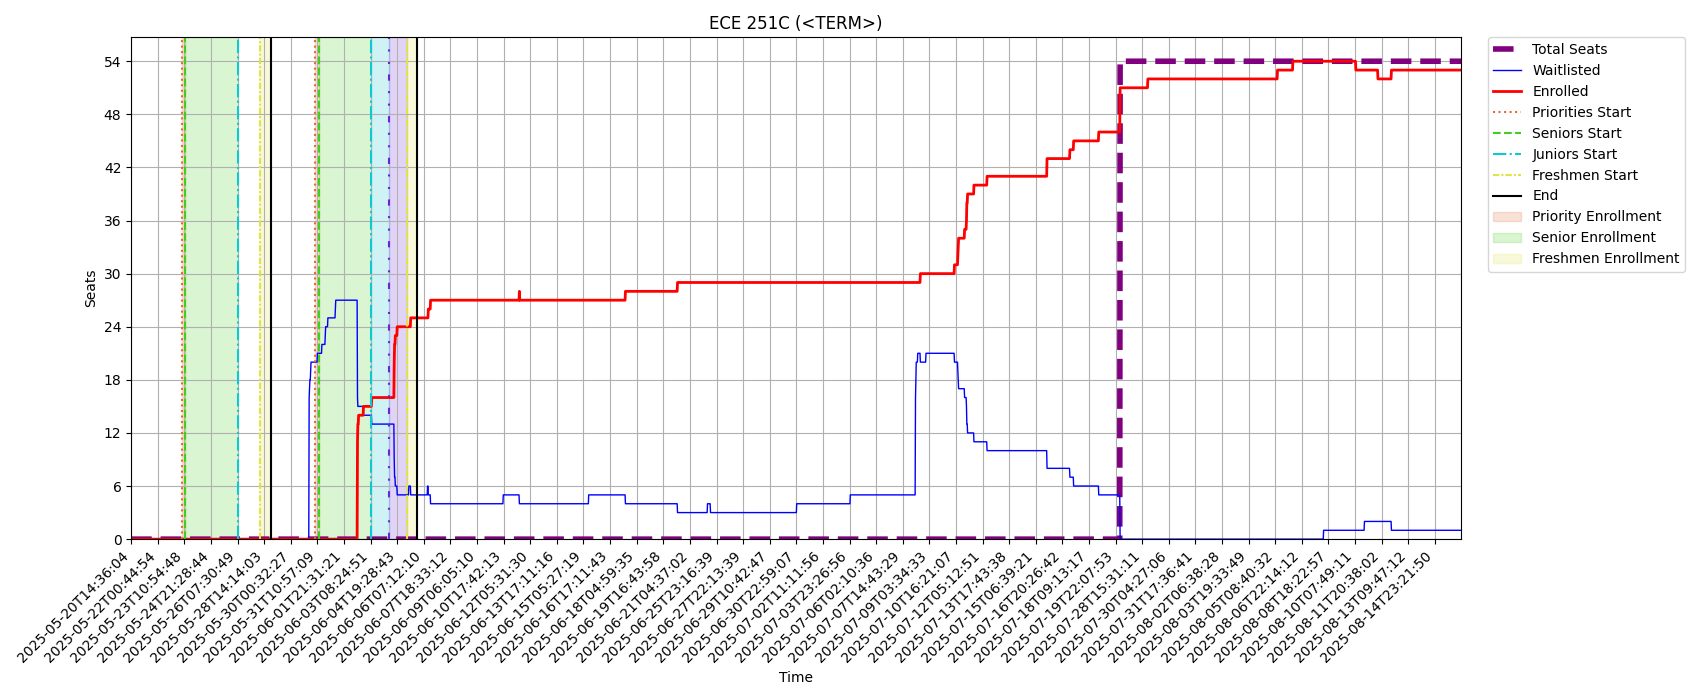 ECE 251C (<TERM>)
Total Seats
Waitlisted
Enrolled
Priorities Start
Seniors Start
Juniors Start
Freshmen Start
End
Priority Enrollment
Senior Enrollment
Freshmen Enrollment
Seats
54
48
42
36
30
24
18
12
6
0
2025-05-20T14:36:04
2025-05-22T00:44:54
2025-05-23T10:54:48
2025-05-24T21:28:44
2025-05-26T07:30:49
2025-05-28T14:14:03
2025-05-30T00:32:27
2025-05-31T10:57:09
2025-06-01T21:31:21
2025-06-03T08:24:51
2025-06-04T19:28:43
2025-06-06T07:12:10
2025-06-07T18:33:12
2025-06-09T06:05:10
2025-06-10T17:42:13
2025-06-12T05:31:30
2025-06-13T17:11:16
2025-06-15T05:27:19
2025-06-16T17:11:43
2025-06-18T04:59:35
2025-06-19T16:43:58
2025-06-21T04:37:02
2025-06-25T23:16:39
2025-06-27T22:13:39
2025-06-29T10:42:47
2025-06-30T22:59:07
2025-07-02T11:11:56
2025-07-03T23:26:56
2025-07-06T02:10:36
2025-07-07T14:43:29
2025-07-09T03:34:33
2025-07-10T16:21:07
2025-07-12T05:12:51
2025-07-13T17:43:38
2025-07-15T06:39:21
2025-07-16T20:26:42
2025-07-18T09:13:17
2025-07-19T22:07:53
2025-07-28T15:31:11
2025-07-30T04:27:06
2025-07-31T17:36:41
2025-08-02T06:38:28
2025-08-03T19:33:49
2025-08-05T08:40:32
2025-08-06T22:14:12
2025-08-08T18:22:57
2025-08-10T07:49:11
2025-08-11T20:38:02
2025-08-13T09:47:12
2025-08-14T23:21:50
Time